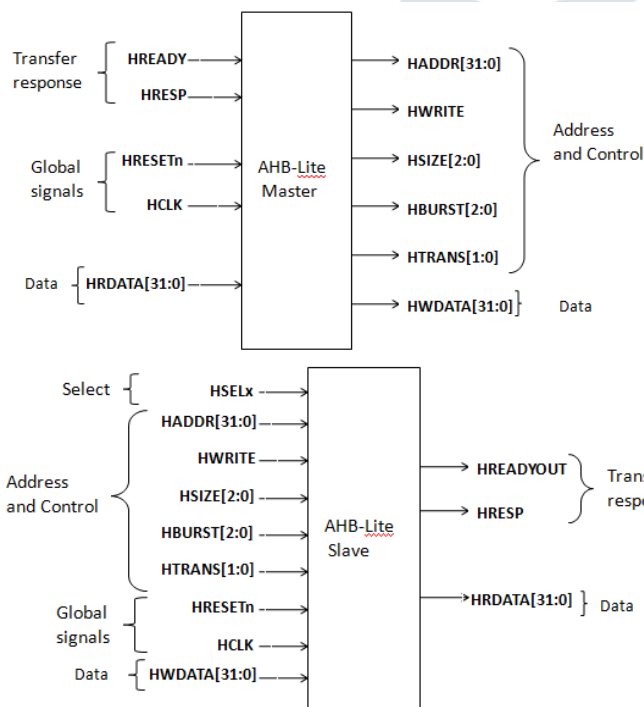 Transfer
response
HREADY
HRESP
Global
signals
HRESETn
HCLK
Data
HRDATA[31:0]
AHB-Lite
Master
HADDR[31:0]
HWRITE
HSIZE[2:0]
HBURST[2:0]
HTRANS[1:0]
Address
and Control
HWDATA[31:0]
Data
Select
HSELx
HADDR[31:0]
HWRITE
Address
and Control
HSIZE[2:0]
HBURST[2:0]
HTRANS[1:0]
Global
signals
HRESETn
HCLK
Data
HWDATA[31:0]
AHB-Lite
Slave
HREADYOUT
HRESP
Trans
respo
HRDATA[31:0]
Data